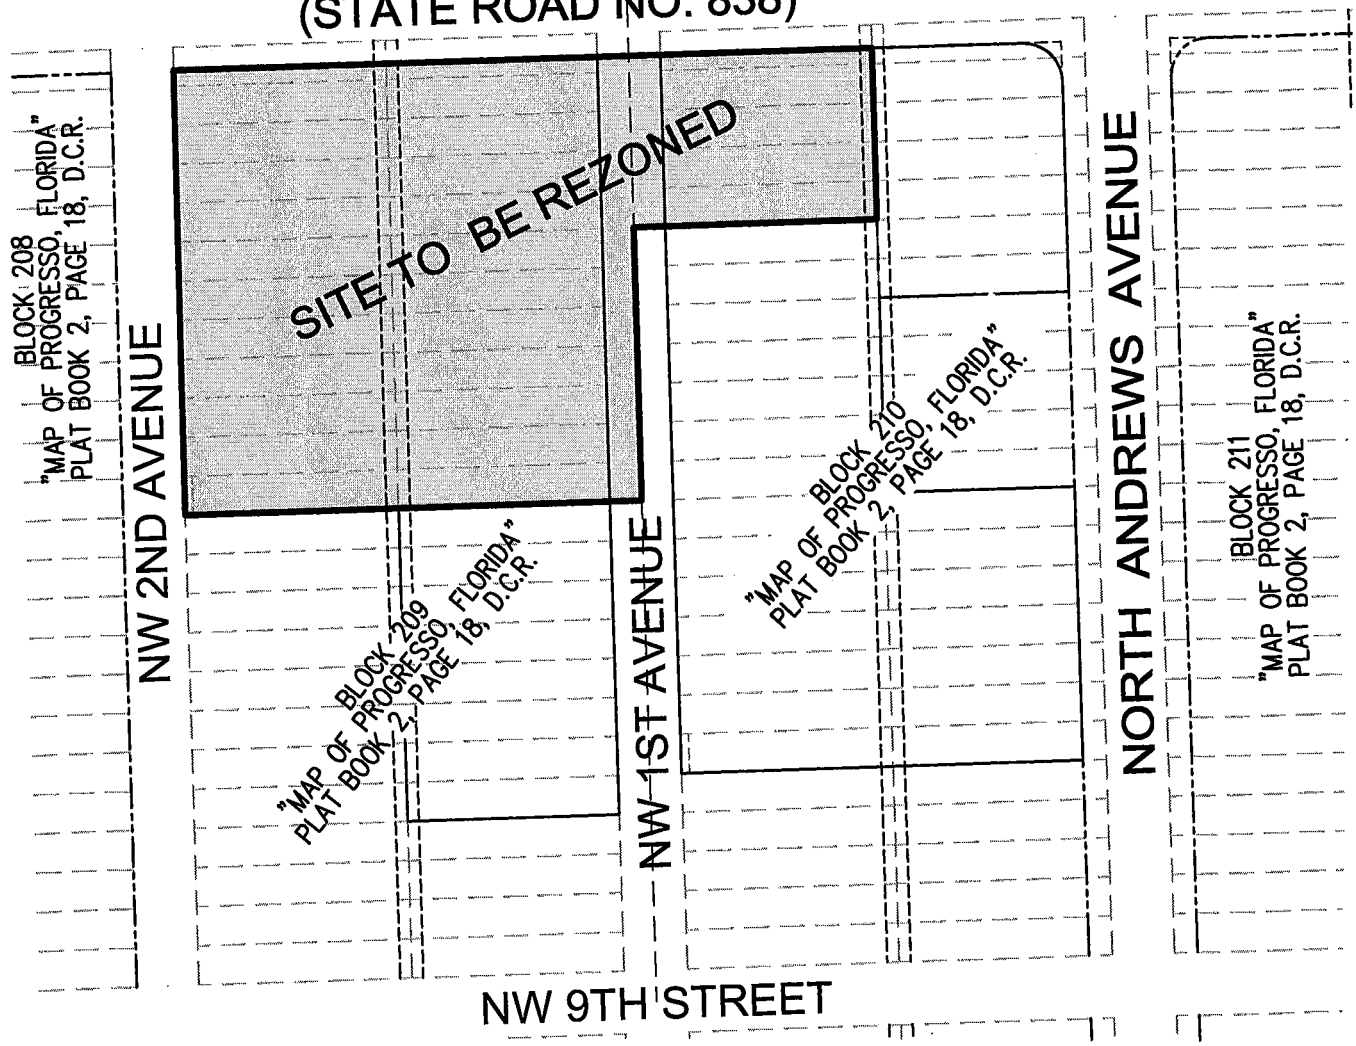 (STATE ROAD NO. 838)
BLOCK 208
"MAP OF PROGRESSO, FLORIDA"
PLAT BOOK 2, PAGE 18, D.C.R.
NW 2ND AVENUE
SITE TO BE REZONED
BLOCK 209
"MAP OF PROGRESSO, FLORIDA"
PLAT BOOK 2, PAGE 18, D.C.R.
NW 1ST AVENUE
BLOCK 210
"MAP OF PROGRESSO, FLORIDA"
PLAT BOOK 2, PAGE 18, D.C.R.
NORTH ANDREWS AVENUE
BLOCK 211
"MAP OF PROGRESSO, FLORIDA"
PLAT BOOK 2, PAGE 18, D.C.R.
NW 9TH STREET